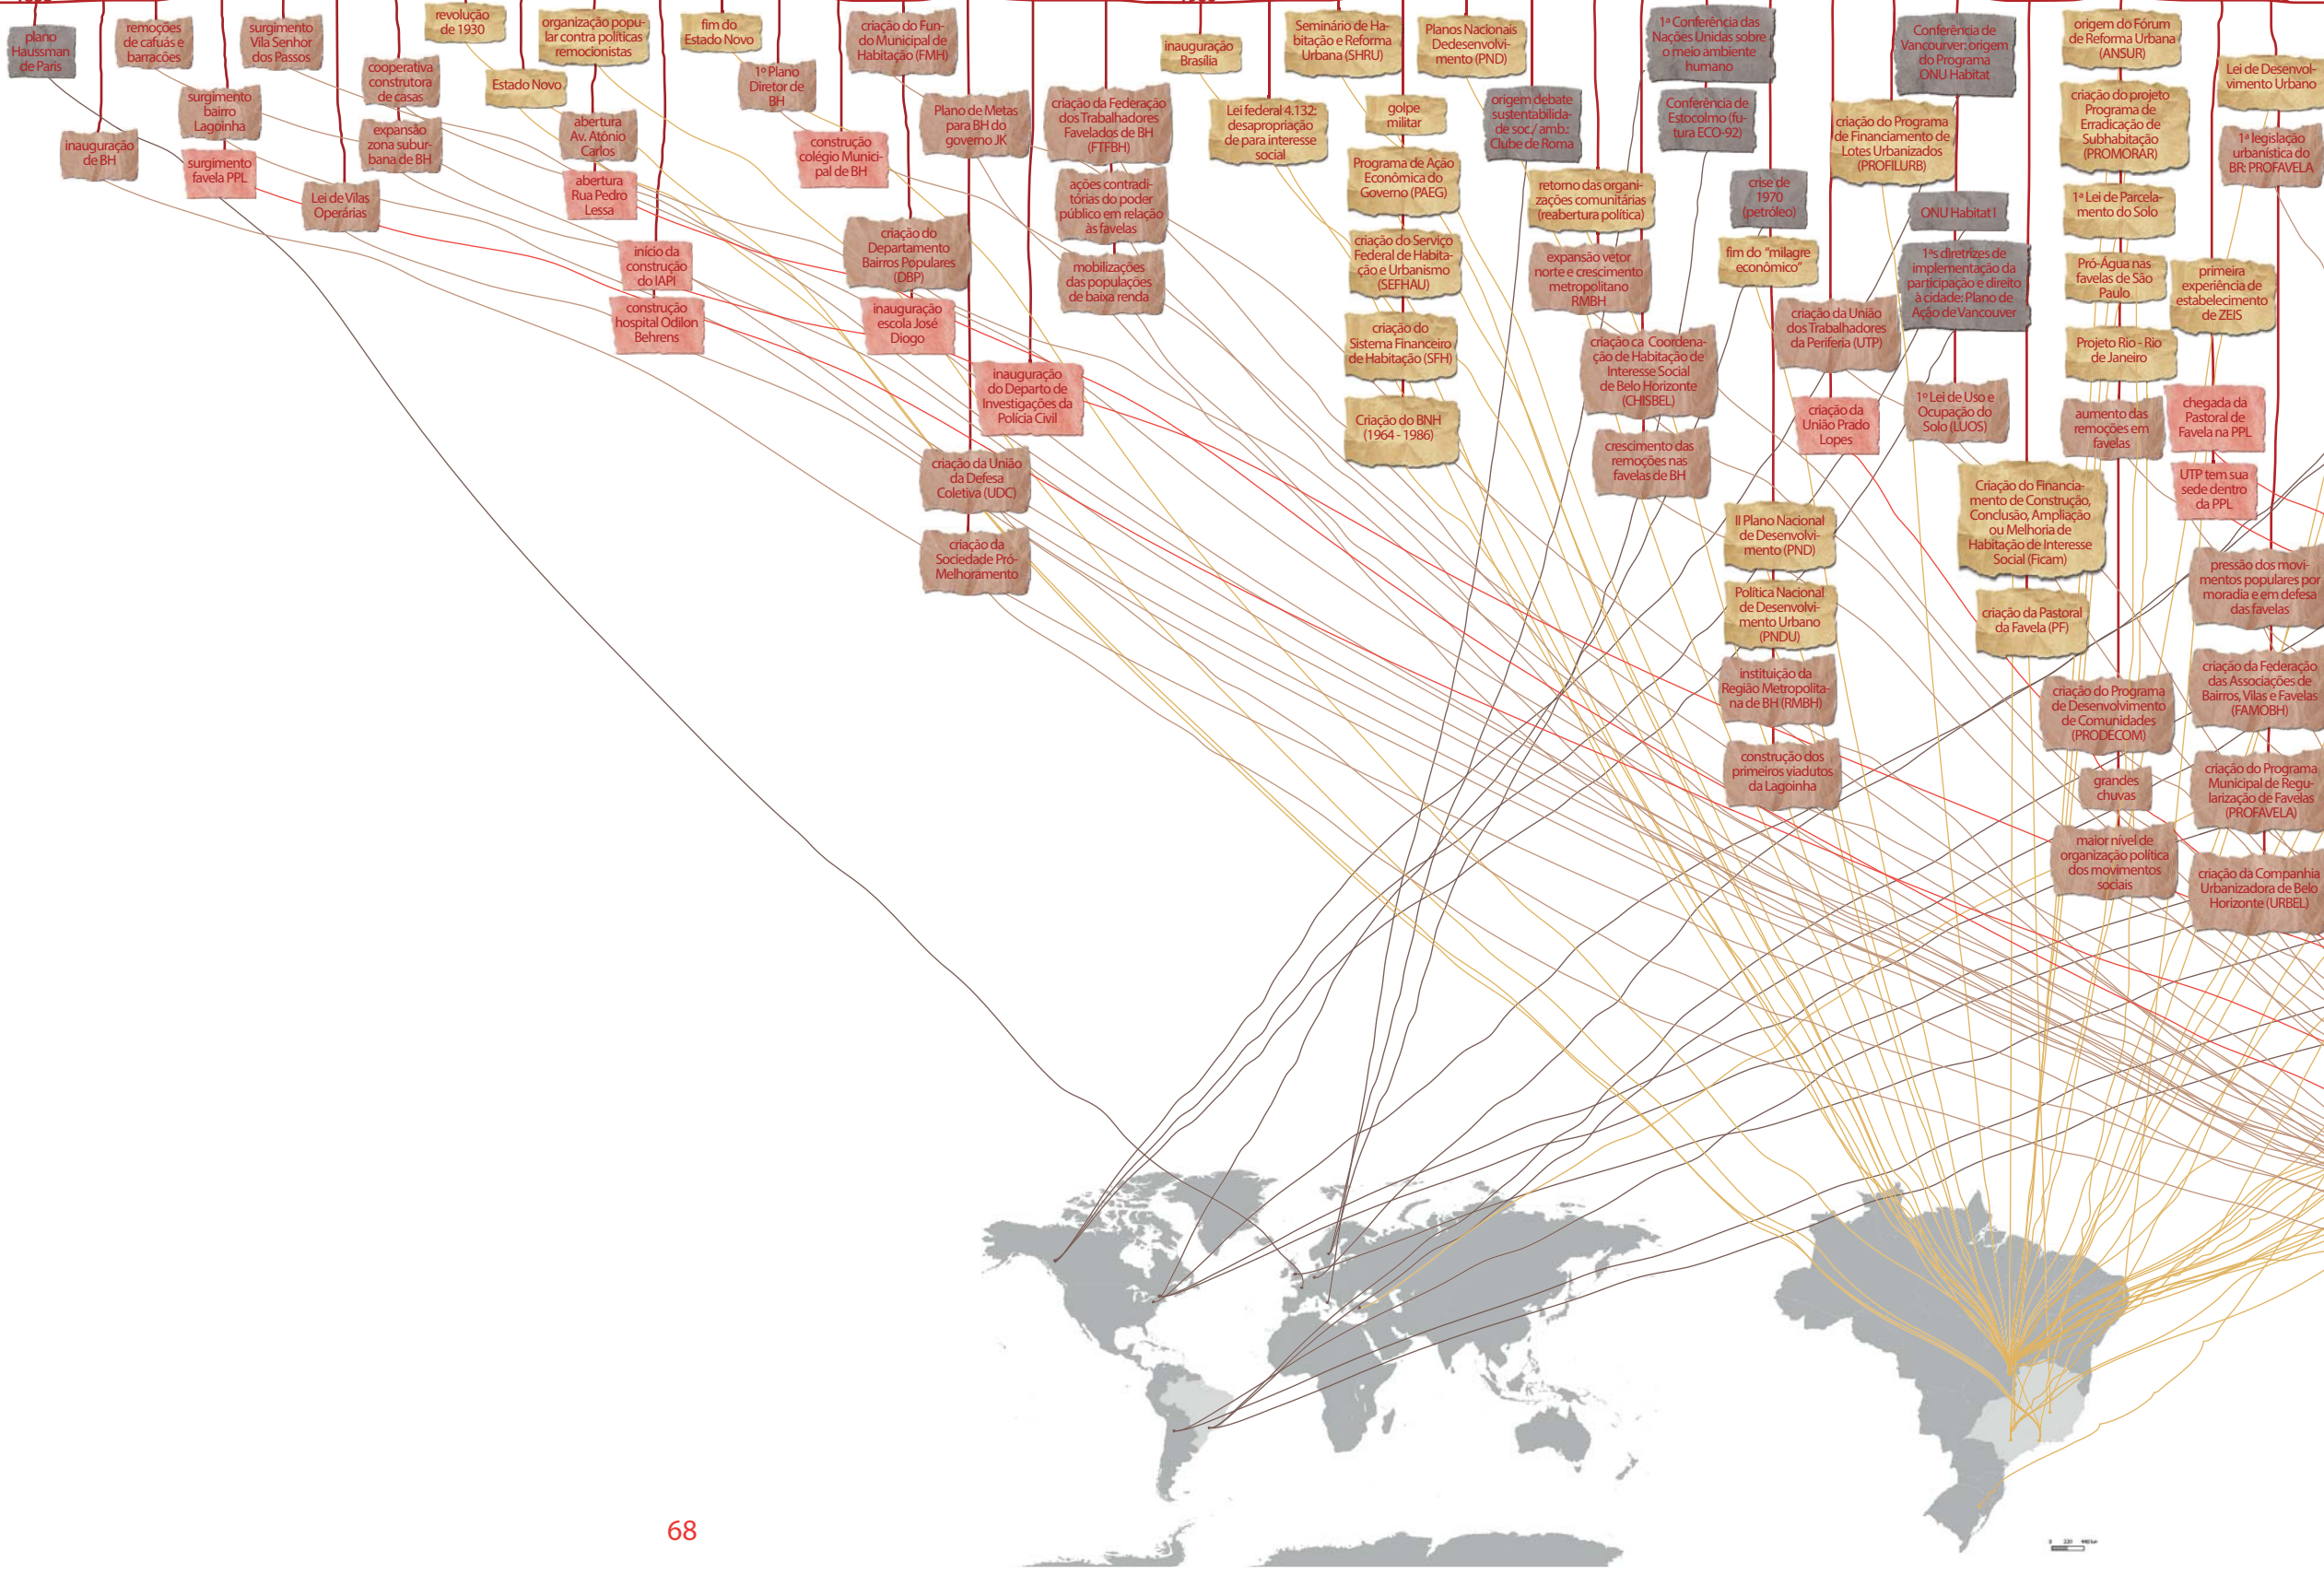 plano
Haussman
de Paris
inauguração
de BH
remoções
de cafuás e
barracões
surgimento
bairro
Lagoinha
surgimento
favela PPL
surgimento
Vila Senhor
dos Passos
Lei de Vilas
Operárias
cooperativa
construtora
de casas
expansão
zona subur-
bana de BH
revolução
de 1930
Estado Novo
organização popu-
lar contra políticas
remocionistas
abertura
Av. Atônio
Carlos
abertura
Rua Pedro
Lessa
início da
construção
do IAPI
construção
hospital Odilon
Behrens
fim do
Estado Novo
1º Plano
Diretor de
BH
construção
colégio Munici-
pal de BH
criação do Fun-
do Municipal de
Habitação (FMH)
criação do
Departamento
Bairros Populares
(DBP)
inauguração
escola José
Diogo
Plano de Metas
para BH do
governo JK
criação da União
da Defesa
Coletiva (UDC)
criação da
Sociedade Pró-
Melhoramento
inauguração
do Departo de
Investigações da
Polícia Civil
criação da Federação
dos Trabalhadores
Favelados de BH
(FTFBH)
ações contradi-
tórias do poder
público em relação
às favelas
mobilizações
das populações
de baixa renda
inauguração
Brasília
Lei federal 4.132:
desapropriação
de para interesse
social
Seminário de Ha-
bitação e Reforma
Urbana (SHRU)
golpe
militar
Programa de Ação
Econômica do
Governo (PAEG)
criação do Serviço
Federal de Habita-
ção e Urbanismo
(SEFHAU)
criação do
Sistema Financeiro
de Habitação (SFH)
Criação do BNH
(1964 - 1986)
Planos Nacionais
Dedesenvolvi-
mento (PND)
origem debate
sustentabilida-
de soc./ amb.:
Clube de Roma
retorno das organi-
zações comunitárias
(reabertura política)
expansão vetor
norte e crescimento
metropolitano
RMBH
criação ca Coordena-
ção de Habitação de
Interesse Social
de Belo Horizonte
(CHISBEL)
crescimento das
remoções nas
favelas de BH
1ª Conferência das
Nações Unidas sobre
o meio ambiente
humano
Conferência de
Estocolmo (fu-
tura ECO-92)
crise de
1970
(petróleo)
fim do "milagre
econômico"
II Plano Nacional
de Desenvolvi-
mento (PND)
Política Nacional
de Desenvolvi-
mento Urbano
(PNDU)
instituição da
Região Metropolita-
na de BH (RMBH)
construção dos
primeiros viadutos
da Lagoinha
criação do Programa
de Financiamento de
Lotes Urbanizados
(PROFILURB)
criação da União
dos Trabalhadores
da Periferia (UTP)
criação da
União Prado
Lopes
Conferência de
Vancourver: origem
do Programa
ONU Habitat
ONU Habitat I
1ªs diretrizes de
implementação da
participação e direito
à cidade: Plano de
Ação de Vancouver
1º Lei de Uso e
Ocupação do
Solo (LUOS)
Criação do Financia-
mento de Construção,
Conclusão, Ampliação
ou Melhoria de
Habitação de Interesse
Social (Ficam)
criação da Pastoral
da Favela (PF)
origem do Fórum
de Reforma Urbana
(ANSUR)
criação do projeto
Programa de
Erradicação de
Subhabitação
(PROMORAR)
1ª Lei de Parcela-
mento do Solo
Pró-Água nas
favelas de São
Paulo
Projeto Rio - Rio
de Janeiro
aumento das
remoções em
favelas
criação do Programa
de Desenvolvimento
de Comunidades
(PRODECOM)
grandes
chuvas
maior nível de
organização política
dos movimentos
sociais
Lei de Desenvol-
vimento Urbano
1ª legislação
urbanística do
BR: PROFAVELA
primeira
experiência de
estabelecimento
de ZEIS
chegada da
Pastoral de
Favela na PPL
UTP tem sua
sede dentro
da PPL
pressão dos movi-
mentos populares por
moradia e em defesa
das favelas
criação da Federação
das Associações de
Bairros, Vilas e Favelas
(FAMOBH)
criação do Programa
Municipal de Regu-
larização de Favelas
(PROFAVELA)
criação da Companhia
Urbanizadora de Belo
Horizonte (URBEL)
68